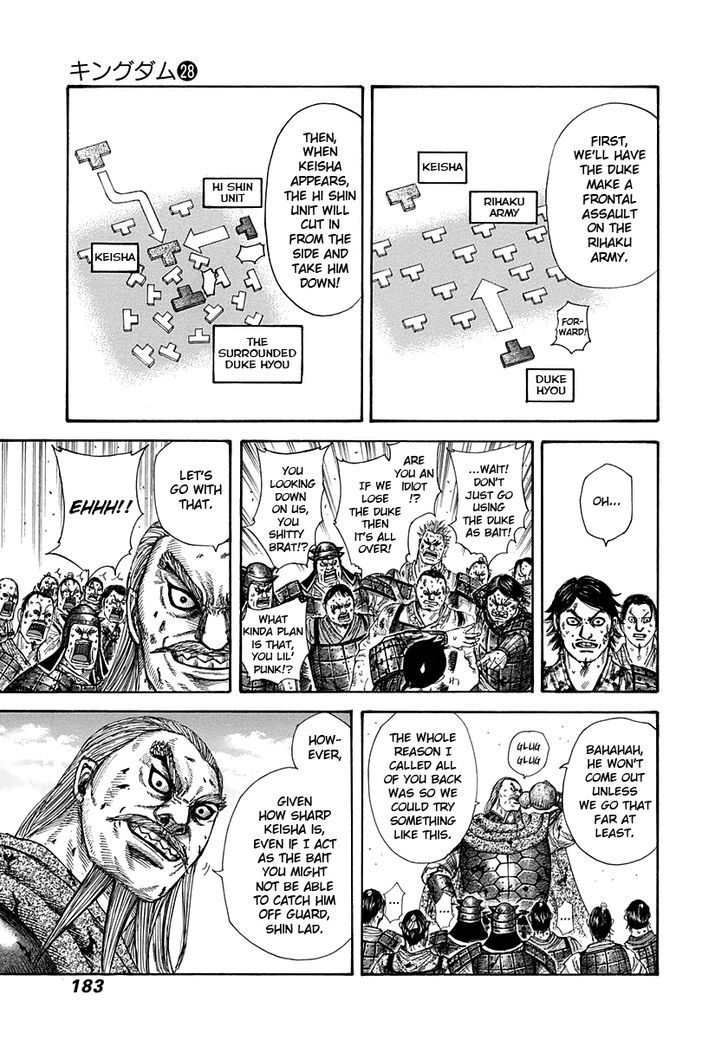 キングダム28
FIRST,
WE'LL HAVE
THE DUKE
MAKE A
FRONTAL
ASSAULT
ON THE
RIHAKU
ARMY.
KEISHA
RIHAKU
ARMY
FOR-
WARD!
DUKE
HYOU
THEN,
WHEN
KEISHA
APPEARS,
THE HI SHIN
UNIT WILL
CUT IN
FROM THE
SIDE AND
TAKE HIM
DOWN!
HI SHIN
UNIT
KEISHA
THE
SURROUNDED
DUKE HYOU
OH...
...WAIT!
DON'T
JUST GO
USING
THE DUKE
AS BAIT!
ARE
YOU AN
IDIOT
!?
IF WE
LOSE
THE DUKE
THEN
IT'S ALL
OVER!
YOU
LOOKING
DOWN
ON US,
YOU
SHITTY
BRAT!?
WHAT
KINDA PLAN
IS THAT,
YOU LIL'
PUNK!?
LET'S
GO WITH
THAT.
EHHH!!
BAHAHAH,
HE WON'T
COME OUT
UNLESS
WE GO THAT
FAR AT
LEAST.
GLUG
GLUG
THE WHOLE
REASON I
CALLED ALL
OF YOU BACK
WAS SO WE
COULD TRY
SOMETHING
LIKE THIS.
...
...
HOW-
EVER,
GIVEN
HOW SHARP
KEISHA IS,
EVEN IF I ACT
AS THE BAIT
YOU MIGHT
NOT BE ABLE
TO CATCH HIM
OFF GUARD,
SHIN LAD.
183